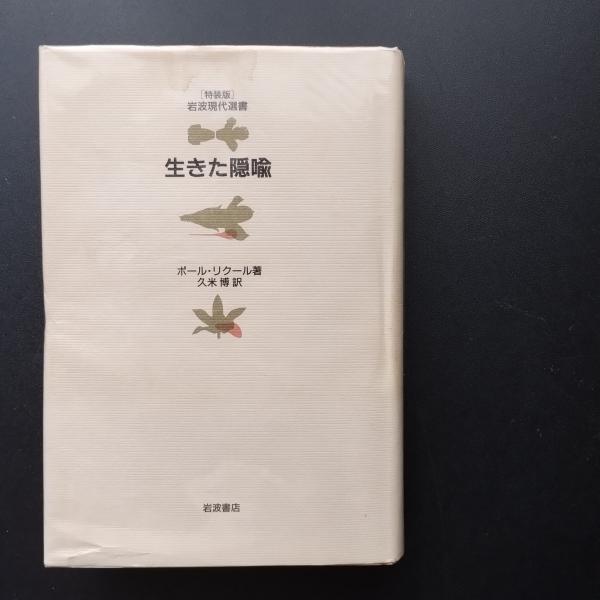 ［特装版］
岩波現代選書
生きた隠喩
ポール・リクール著
久米 博 訳
岩波書店